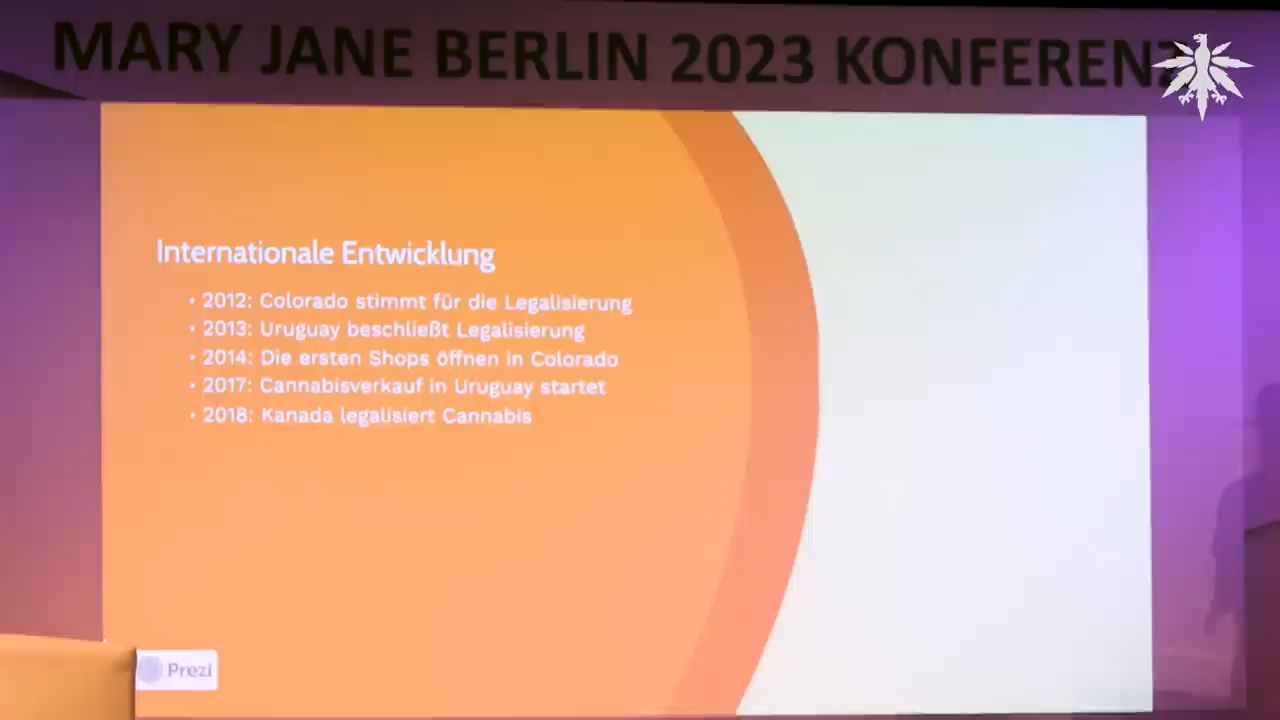 MARY JANE BERLIN 2023 KONFERENZ
Internationale Entwicklung
• 2012: Colorado stimmt für die Legalisierung
• 2013: Uruguay beschließt Legalisierung
• 2014: Die ersten Shops öffnen in Colorado
• 2017: Cannabisverkauf in Uruguay startet
• 2018: Kanada legalisiert Cannabis
Prezi